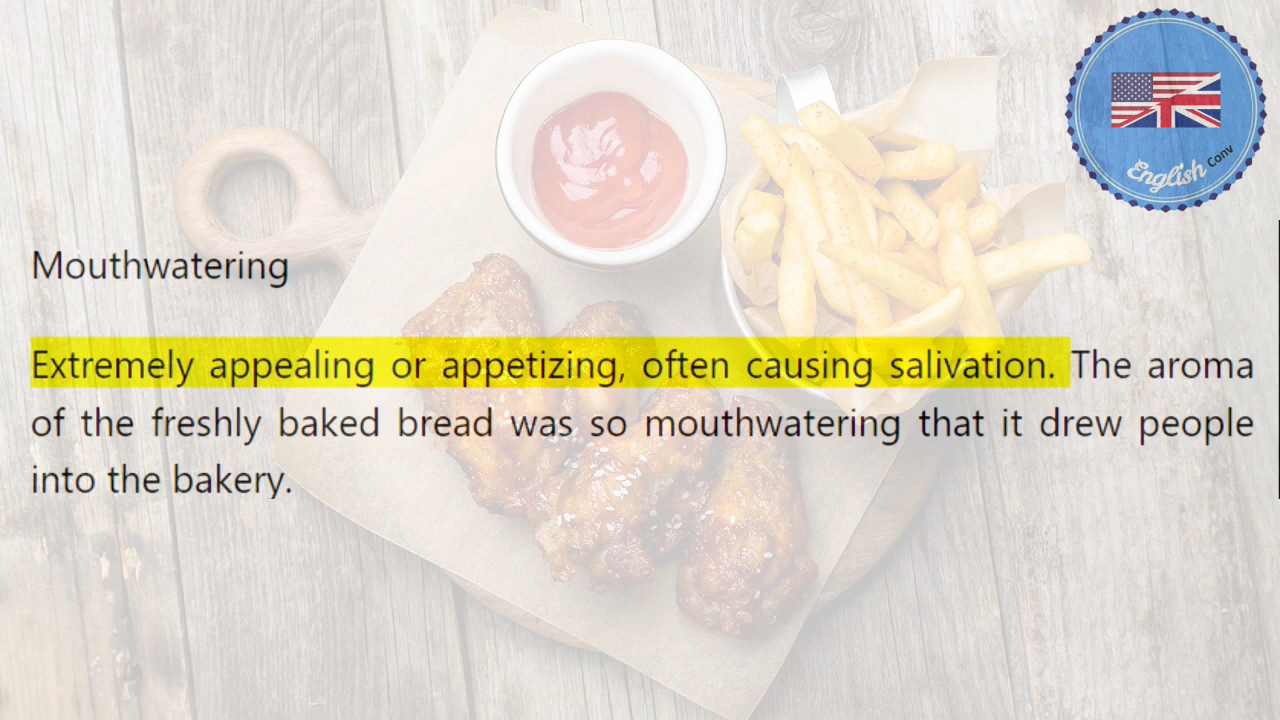 English Conv
Mouthwatering
Extremely appealing or appetizing, often causing salivation. The aroma
of the freshly baked bread was so mouthwatering that it drew people
into the bakery.